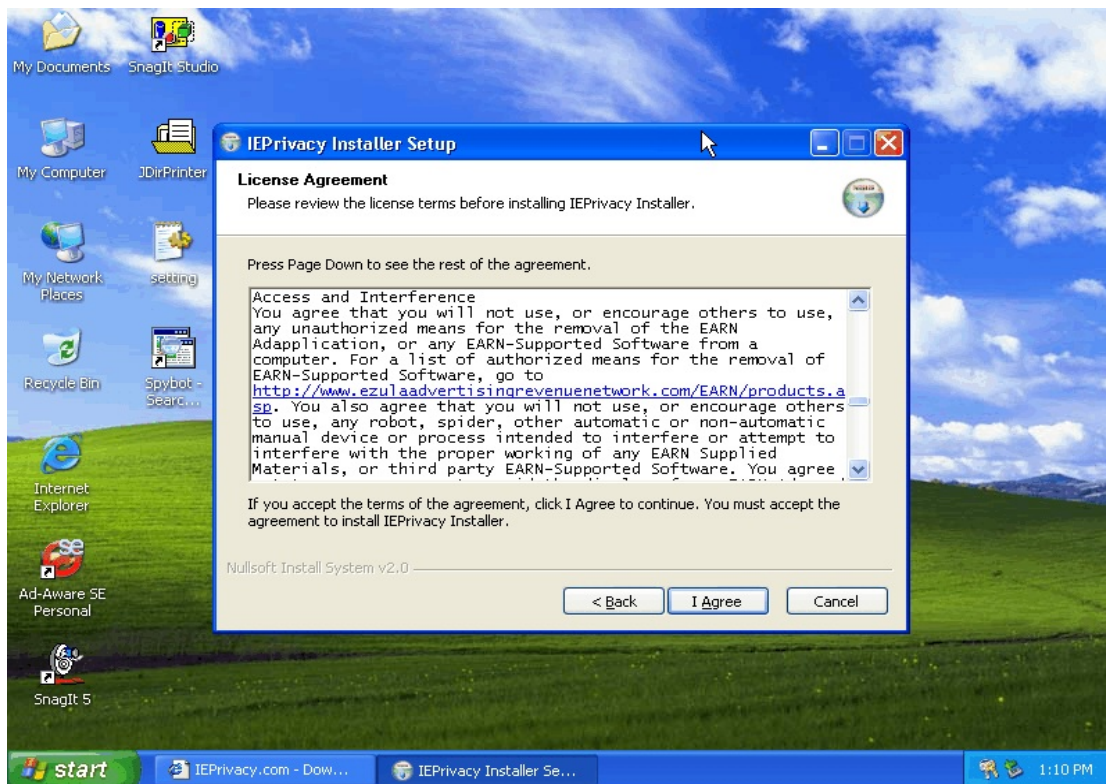 My Documents
SnagIt Studio
My Computer
JDirPrinter
My Network
Places
setting
Recycle Bin
Spybot -
Searc...
Internet
Explorer
Ad-Aware SE
Personal
SnagIt 5
IEPrivacy Installer Setup
License Agreement
Please review the license terms before installing IEPrivacy Installer.
Press Page Down to see the rest of the agreement.
Access and Interference
You agree that you will not use, or encourage others to use,
any unauthorized means for the removal of the EARN
Adapplication, or any EARN-Supported Software from a
computer. For a list of authorized means for the removal of
EARN-Supported Software, go to
http://www.ezulaadvertisingrevenuenetwork.com/EARN/products.a
sp. You also agree that you will not use, or encourage others
to use, any robot, spider, other automatic or non-automatic
manual device or process intended to interfere or attempt to
interfere with the proper working of any EARN Supplied
Materials, or third party EARN-Supported Software. You agree
If you accept the terms of the agreement, click I Agree to continue. You must accept the
agreement to install IEPrivacy Installer.
Nullsoft Install System v2.0
< Back
I Agree
Cancel
start
IEPrivacy.com - Dow...
IEPrivacy Installer Se...
1:10 PM